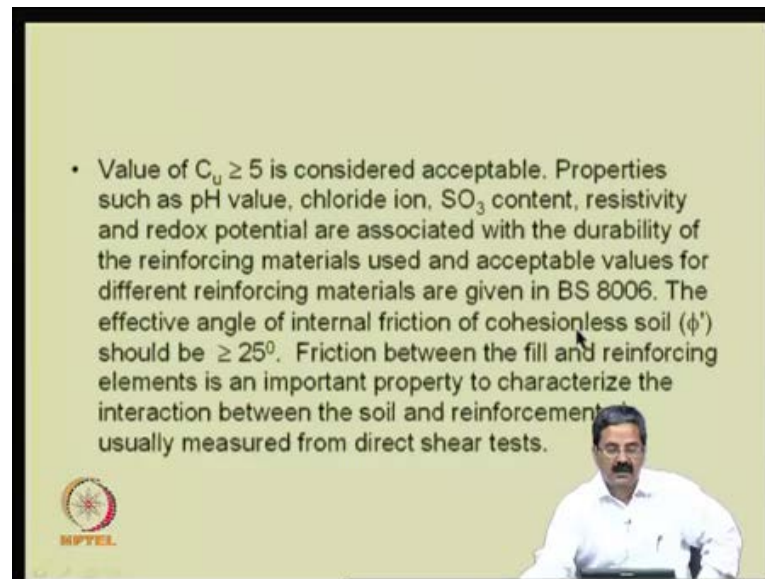 • Value of Cᵤ ≥ 5 is considered acceptable. Properties
such as pH value, chloride ion, SO₃ content, resistivity
and redox potential are associated with the durability of
the reinforcing materials used and acceptable values for
different reinforcing materials are given in BS 8006. The
effective angle of internal friction of cohesionless soil (ϕ')
should be ≥ 25⁰. Friction between the fill and reinforcing
elements is an important property to characterize the
interaction between the soil and reinforcement
usually measured from direct shear tests.
NPTEL